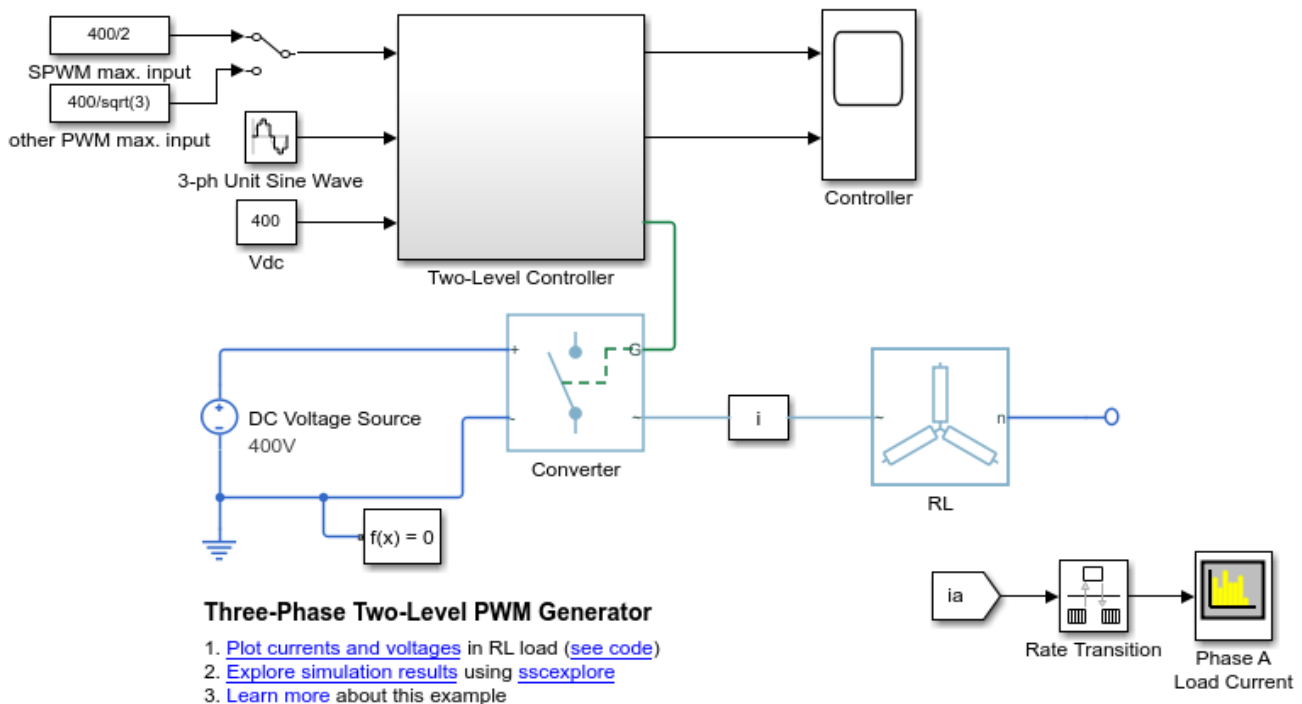 400/2
SPWM max. input
400/sqrt(3)
other PWM max. input
3-ph Unit Sine Wave
400
Vdc
Two-Level Controller
Controller
+
G
-
~
Converter
+
-
DC Voltage Source
400V
i
~
n
RL
f(x) = 0
ia
Rate Transition
Phase A
Load Current
Three-Phase Two-Level PWM Generator
1. Plot currents and voltages in RL load (see code)
2. Explore simulation results using sscexplore
3. Learn more about this example